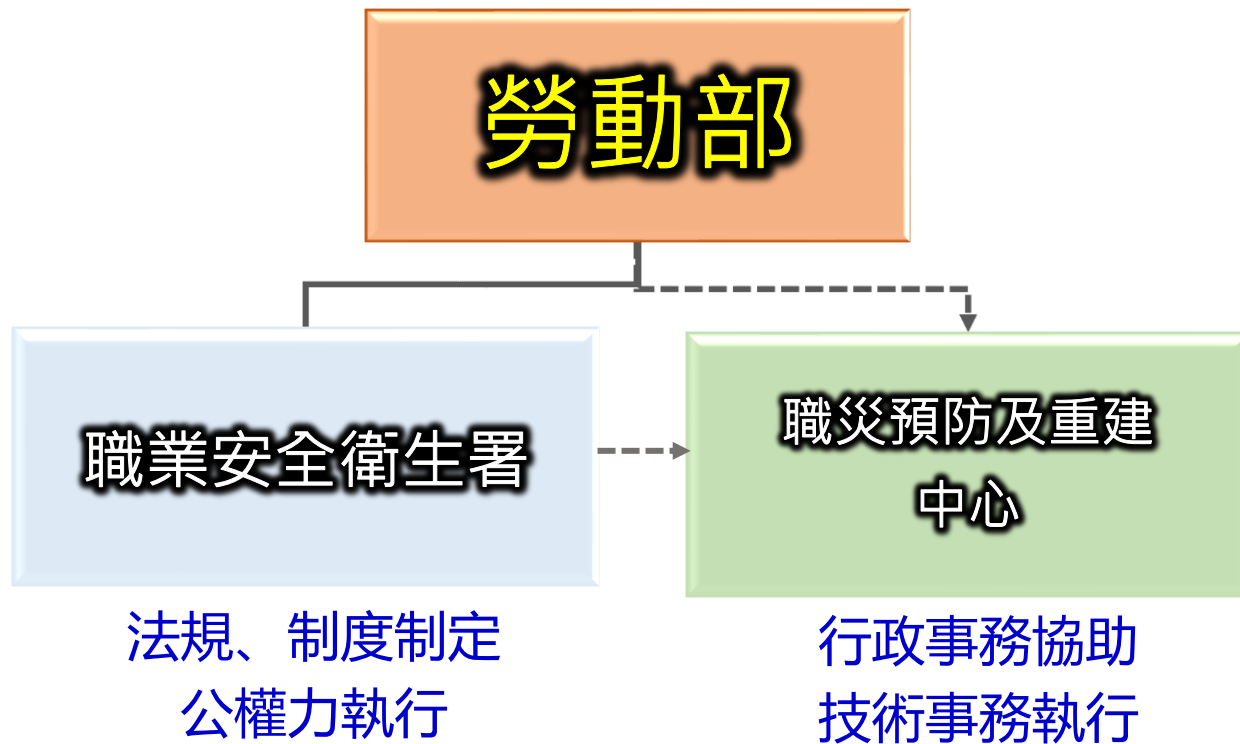 勞動部
職業安全衛生署
職災預防及重建
中心
法規、制度制定
公權力執行
行政事務協助
技術事務執行